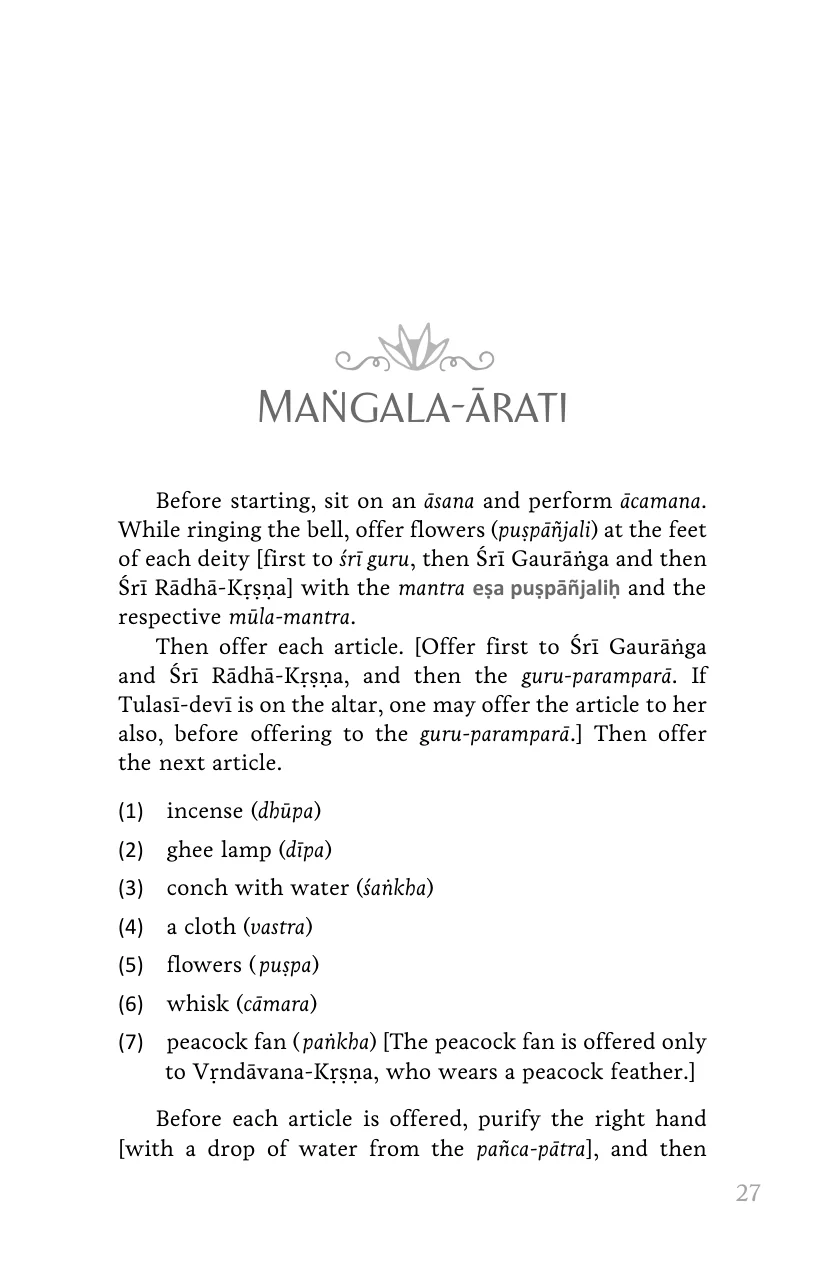 MAṄGALA-ĀRATI
Before starting, sit on an āsana and perform ācamana.
While ringing the bell, offer flowers (puṣpāñjali) at the feet
of each deity [first to śrī guru, then Śrī Gaurāṅga and then
Śrī Rādhā-Kṛṣṇa] with the mantra eṣa puṣpāñjaliḥ and the
respective mūla-mantra.
Then offer each article. [Offer first to Śrī Gaurāṅga
and Śrī Rādhā-Kṛṣṇa, and then the guru-paramparā. If
Tulasī-devī is on the altar, one may offer the article to her
also, before offering to the guru-paramparā.] Then offer
the next article.
(1) incense (dhūpa)
(2) ghee lamp (dīpa)
(3) conch with water (śaṅkha)
(4) a cloth (vastra)
(5) flowers (puṣpa)
(6) whisk (cāmara)
(7) peacock fan (paṅkha) [The peacock fan is offered only
to Vṛndāvana-Kṛṣṇa, who wears a peacock feather.]
Before each article is offered, purify the right hand
[with a drop of water from the pañca-pātra], and then
27